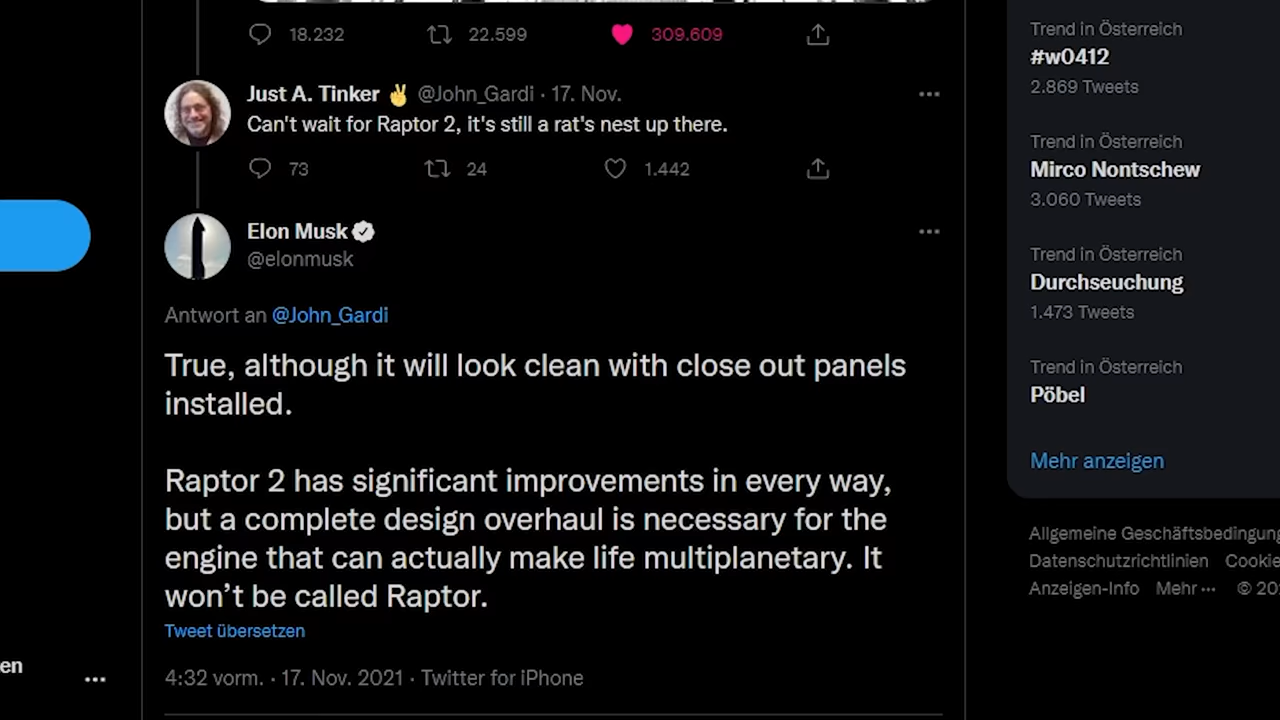 18.232 22.599 309.609
Just A. Tinker ✌ @John_Gardi · 17. Nov.
Can't wait for Raptor 2, it's still a rat's nest up there.
73 24 1.442
Elon Musk
@elonmusk
Antwort an @John_Gardi
True, although it will look clean with close out panels
installed.
Raptor 2 has significant improvements in every way,
but a complete design overhaul is necessary for the
engine that can actually make life multiplanetary. It
won’t be called Raptor.
Tweet übersetzen
4:32 vorm. · 17. Nov. 2021 · Twitter for iPhone
en
Trend in Österreich
#w0412
2.869 Tweets
Trend in Österreich
Mirco Nontschew
3.060 Tweets
Trend in Österreich
Durchseuchung
1.473 Tweets
Trend in Österreich
Pöbel
Mehr anzeigen
Allgemeine Geschäftsbedingung
Datenschutzrichtlinien Cookie
Anzeigen-Info Mehr ··· © 20